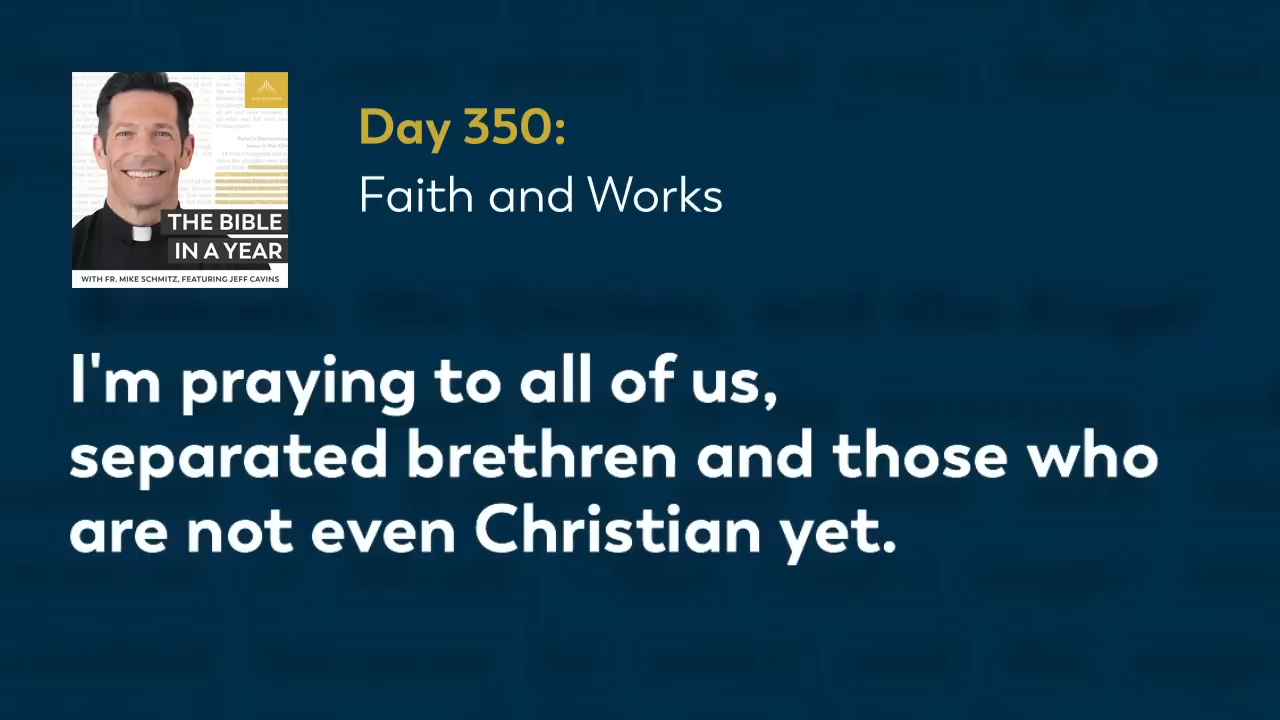 Day 350:
Faith and Works
THE BIBLE
IN A YEAR
WITH FR. MIKE SCHMITZ, FEATURING JEFF CAVINS
I'm praying to all of us,
separated brethren and those who
are not even Christian yet.